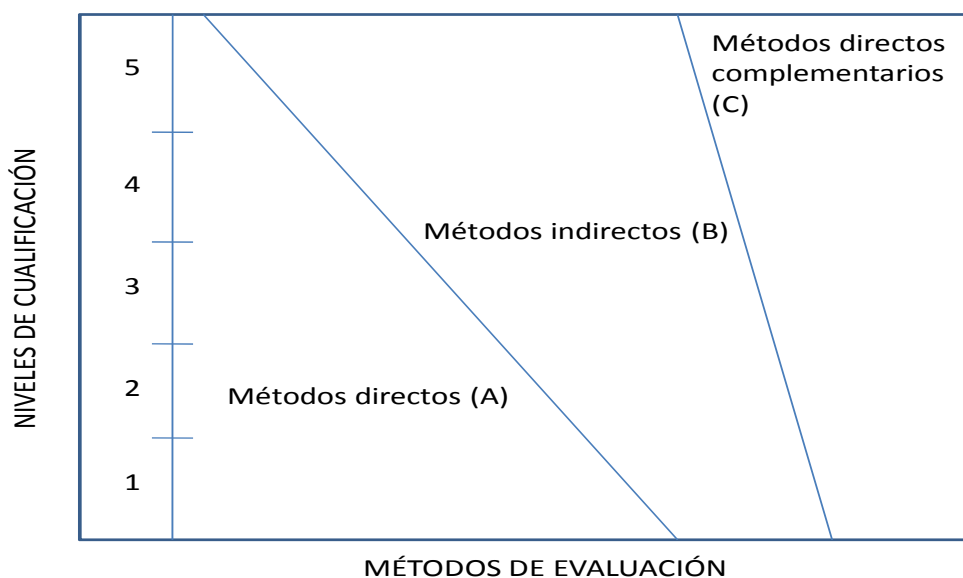 NIVELES DE CUALIFICACIÓN
5
4
3
2
1
Métodos directos
complementarios
(C)
Métodos indirectos (B)
Métodos directos (A)
MÉTODOS DE EVALUACIÓN